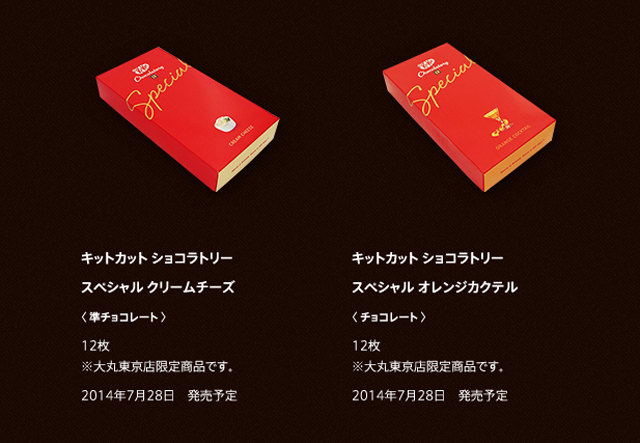 Chocolatory
Special
CREAM CHEESE
Chocolatory
Special
ORANGE COCKTAIL
キットカット ショコラトリー
スペシャル クリームチーズ
〈 準チョコレート 〉
12枚
※大丸東京店限定商品です。
2014年7月28日　発売予定
キットカット ショコラトリー
スペシャル オレンジカクテル
〈 チョコレート 〉
12枚
※大丸東京店限定商品です。
2014年7月28日　発売予定